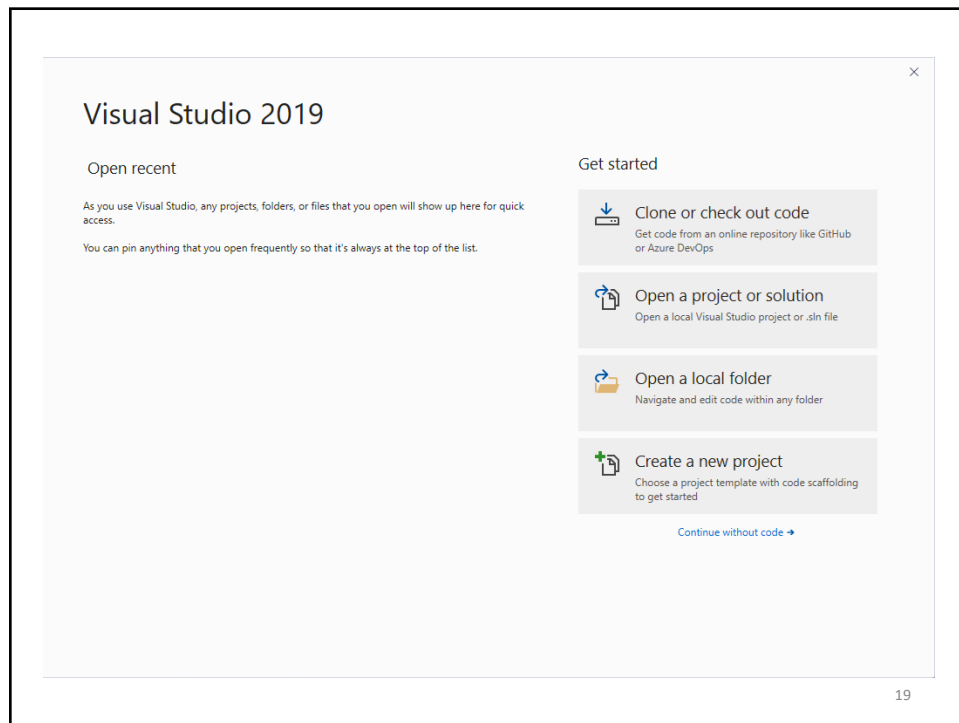 Visual Studio 2019
Open recent
As you use Visual Studio, any projects, folders, or files that you open will show up here for quick
access.
You can pin anything that you open frequently so that it's always at the top of the list.
Get started
Clone or check out code
Get code from an online repository like GitHub
or Azure DevOps
Open a project or solution
Open a local Visual Studio project or .sln file
Open a local folder
Navigate and edit code within any folder
Create a new project
Choose a project template with code scaffolding
to get started
Continue without code →
19